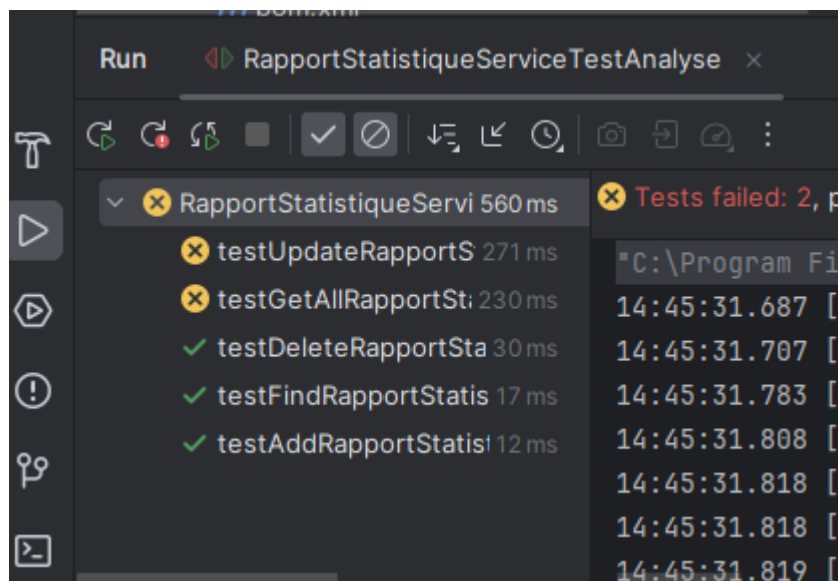 bom.xml
Run RapportStatistiqueServiceTestAnalyse
RapportStatistiqueServi 560 ms
Tests failed: 2, p
testUpdateRapportS 271 ms
testGetAllRapportSta 230 ms
testDeleteRapportSta 30 ms
testFindRapportStatis 17 ms
testAddRapportStatist 12 ms
"C:\Program Fi
14:45:31.687 [
14:45:31.707 [
14:45:31.783 [
14:45:31.808 [
14:45:31.818 [
14:45:31.818 [
14:45:31.819 [